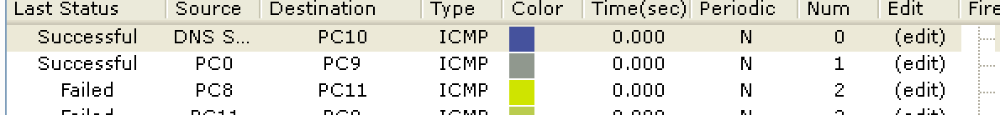 Last Status Source Destination Type Color Time(sec) Periodic Num Edit Fire
Successful DNS S... PC10 ICMP 0.000 N 0 (edit)
Successful PC0 PC9 ICMP 0.000 N 1 (edit)
Failed PC8 PC11 ICMP 0.000 N 2 (edit)
Failed PC11 ICMP 0.000 N (edit)